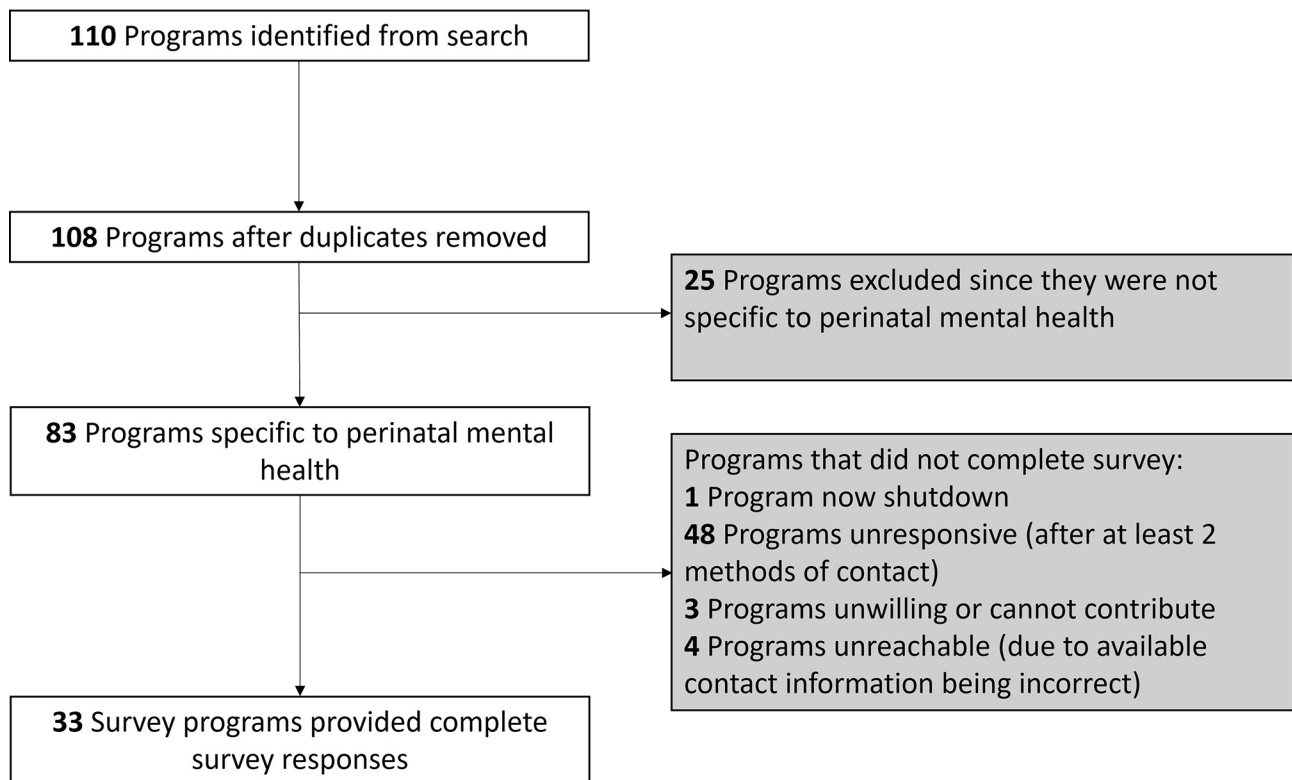 110 Programs identified from search
108 Programs after duplicates removed
25 Programs excluded since they were not
specific to perinatal mental health
83 Programs specific to perinatal mental
health
Programs that did not complete survey:
1 Program now shutdown
48 Programs unresponsive (after at least 2
methods of contact)
3 Programs unwilling or cannot contribute
4 Programs unreachable (due to available
contact information being incorrect)
33 Survey programs provided complete
survey responses